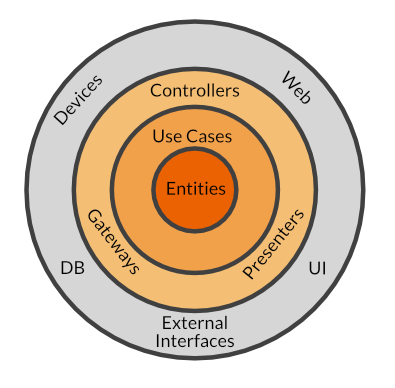 Devices
Web
Controllers
Use Cases
Entities
Gateways
Presenters
DB
UI
External
Interfaces